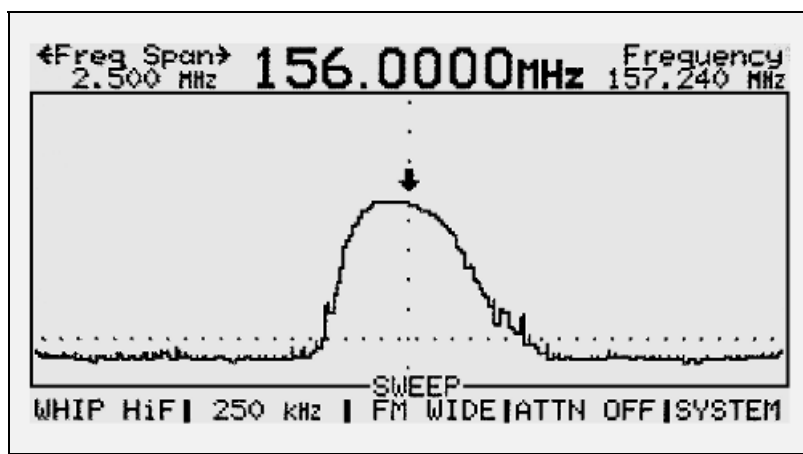 ←Freq Span→ 156.0000MHz Frequency
2.500 MHz 157.240 MHz
SWEEP
WHIP HiF| 250 kHz | FM WIDE|ATTN OFF|SYSTEM